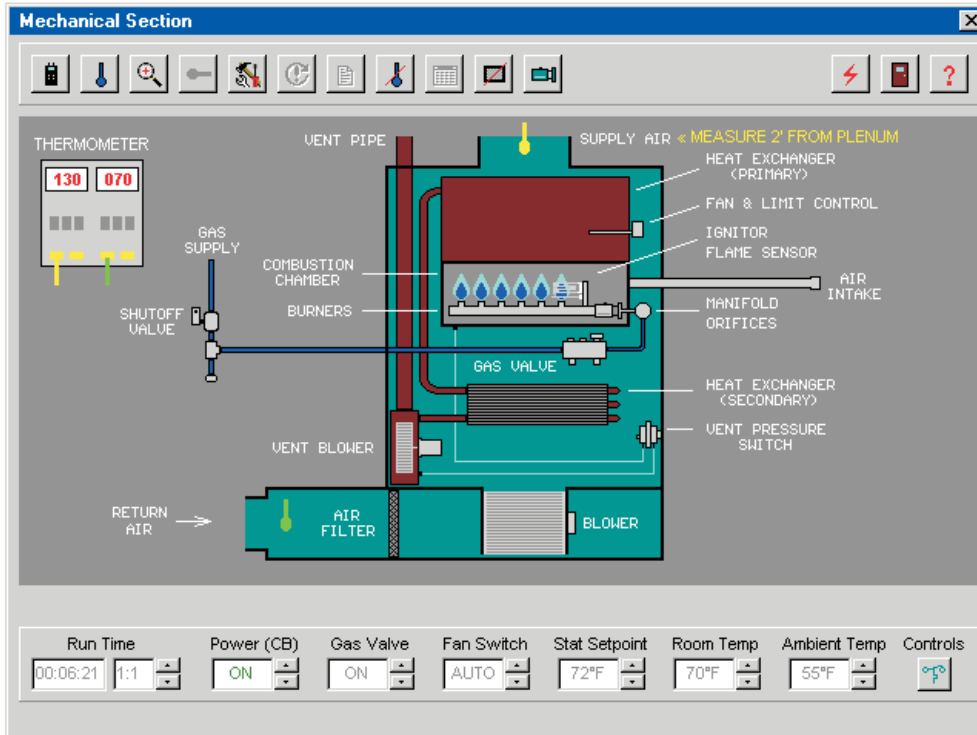 Mechanical Section
?
THERMOMETER
130 070
VENT PIPE
SUPPLY AIR « MEASURE 2' FROM PLENUM
HEAT EXCHANGER
(PRIMARY)
FAN & LIMIT CONTROL
IGNITOR
FLAME SENSOR
GAS
SUPPLY
COMBUSTION
CHAMBER
AIR
INTAKE
BURNERS
MANIFOLD
ORIFICES
SHUTOFF
VALVE
GAS VALVE
HEAT EXCHANGER
(SECONDARY)
VENT PRESSURE
SWITCH
VENT BLOWER
RETURN
AIR
AIR
FILTER
BLOWER
Run Time Power (CB) Gas Valve Fan Switch Stat Setpoint Room Temp Ambient Temp Controls
00:06:21 1:1 ON ON AUTO 72°F 70°F 55°F